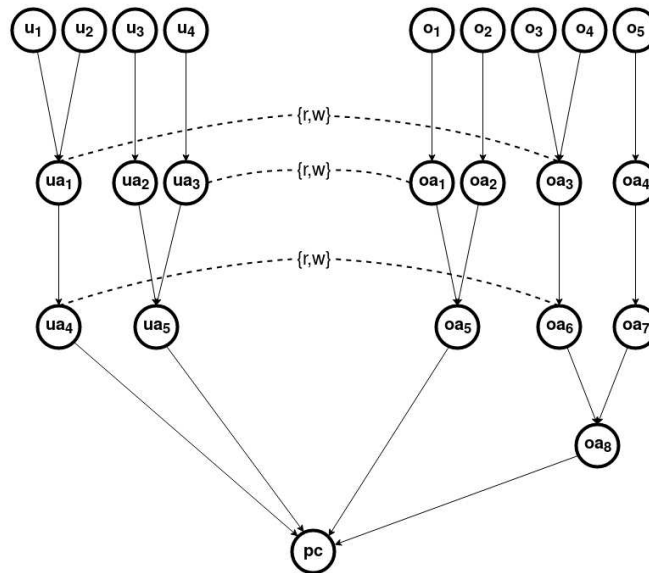 u₁ u₂ u₃ u₄ o₁ o₂ o₃ o₄ o₅
{r,w}
ua₁ ua₂ ua₃ {r,w} oa₁ oa₂ oa₃ oa₄
{r,w}
ua₄ ua₅ oa₅ oa₆ oa₇
oa₈
pc